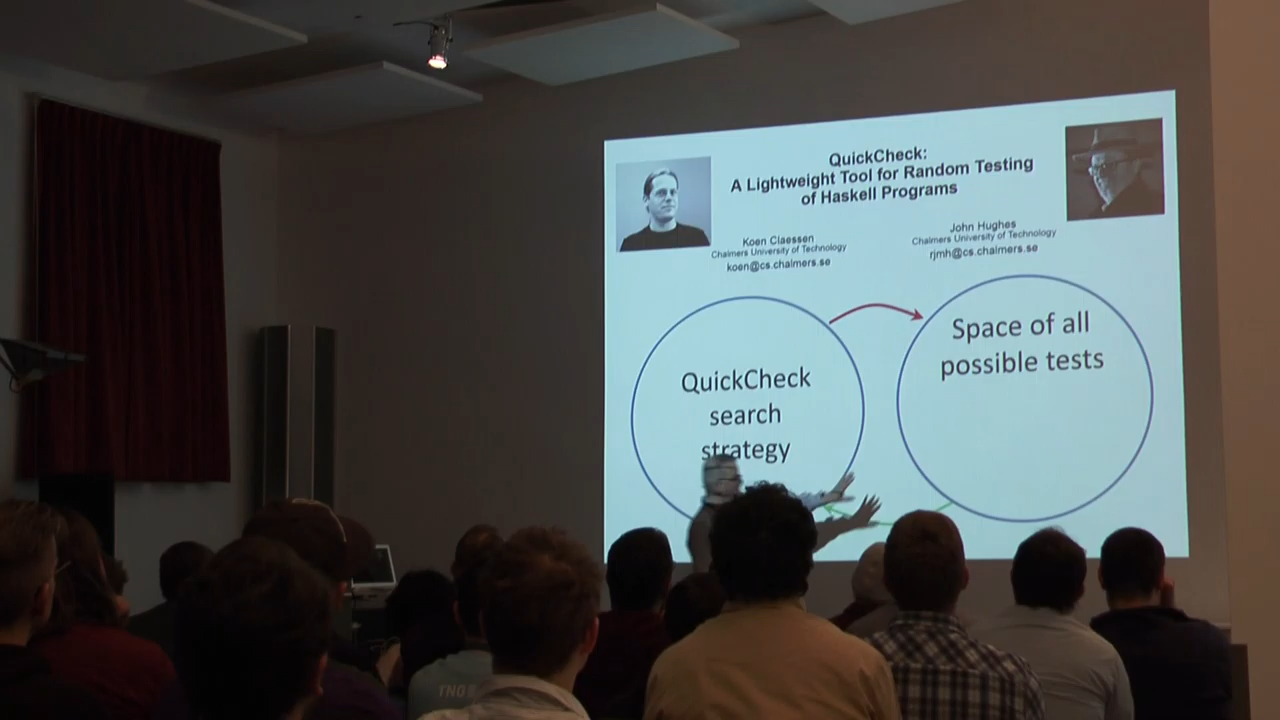 QuickCheck:
A Lightweight Tool for Random Testing
of Haskell Programs
Koen Claessen
Chalmers University of Technology
koen@cs.chalmers.se
John Hughes
Chalmers University of Technology
rjmh@cs.chalmers.se
QuickCheck
search
strategy
Space of all
possible tests
TNG